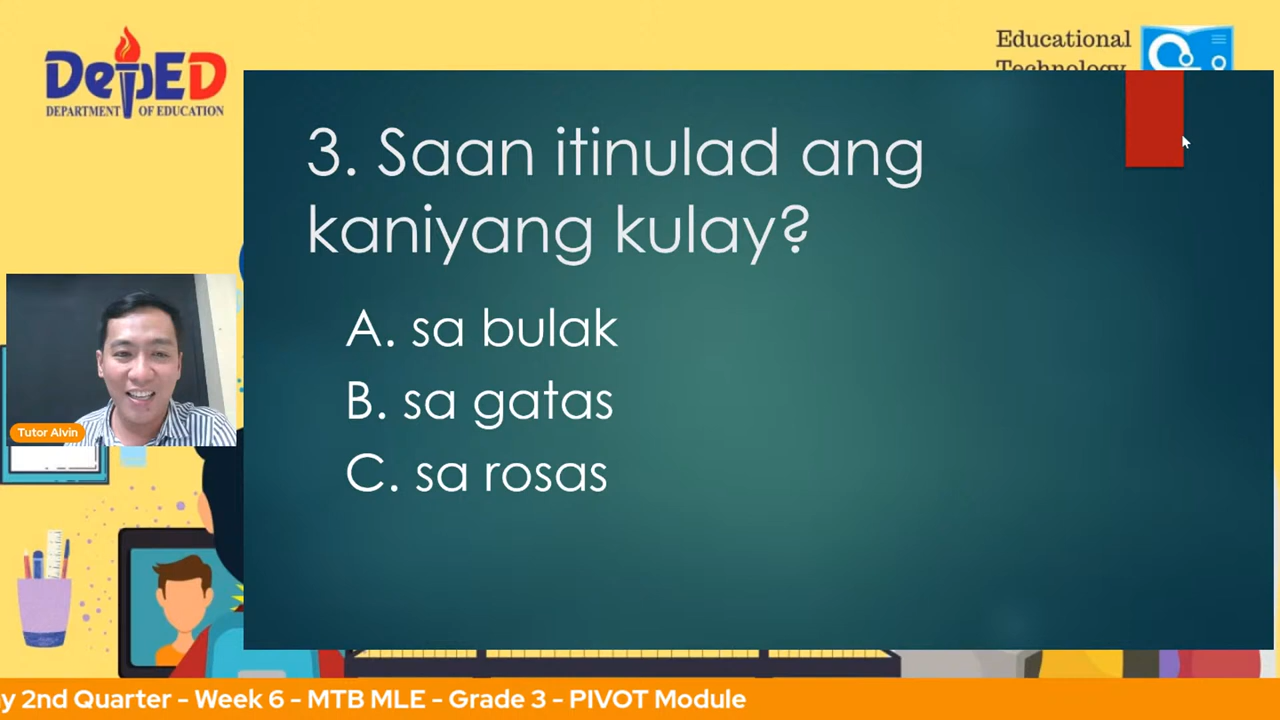 DepED
DEPARTMENT OF EDUCATION
Educational
Technology
3. Saan itinulad ang
kaniyang kulay?
A. sa bulak
B. sa gatas
C. sa rosas
Tutor Alvin
y 2nd Quarter - Week 6 - MTB MLE - Grade 3 - PIVOT Module